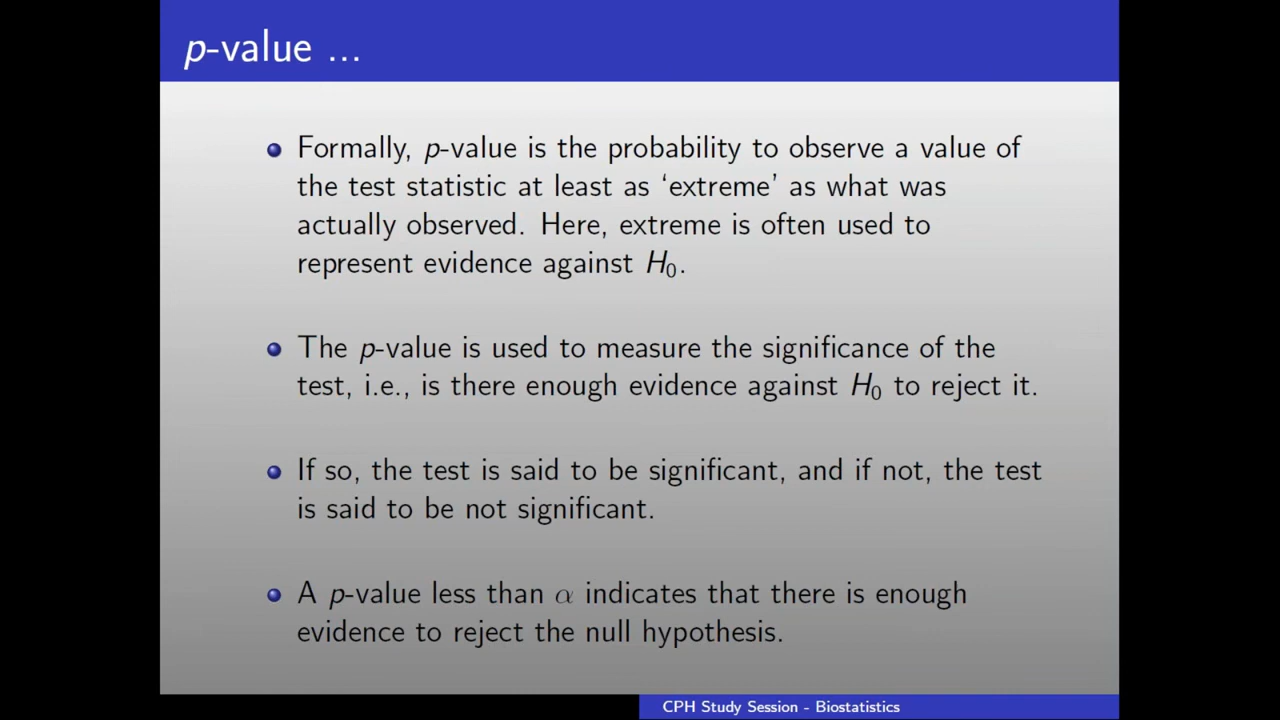 p-value ...
Formally, p-value is the probability to observe a value of
the test statistic at least as ‘extreme’ as what was
actually observed. Here, extreme is often used to
represent evidence against H₀.
The p-value is used to measure the significance of the
test, i.e., is there enough evidence against H₀ to reject it.
If so, the test is said to be significant, and if not, the test
is said to be not significant.
A p-value less than α indicates that there is enough
evidence to reject the null hypothesis.
CPH Study Session - Biostatistics